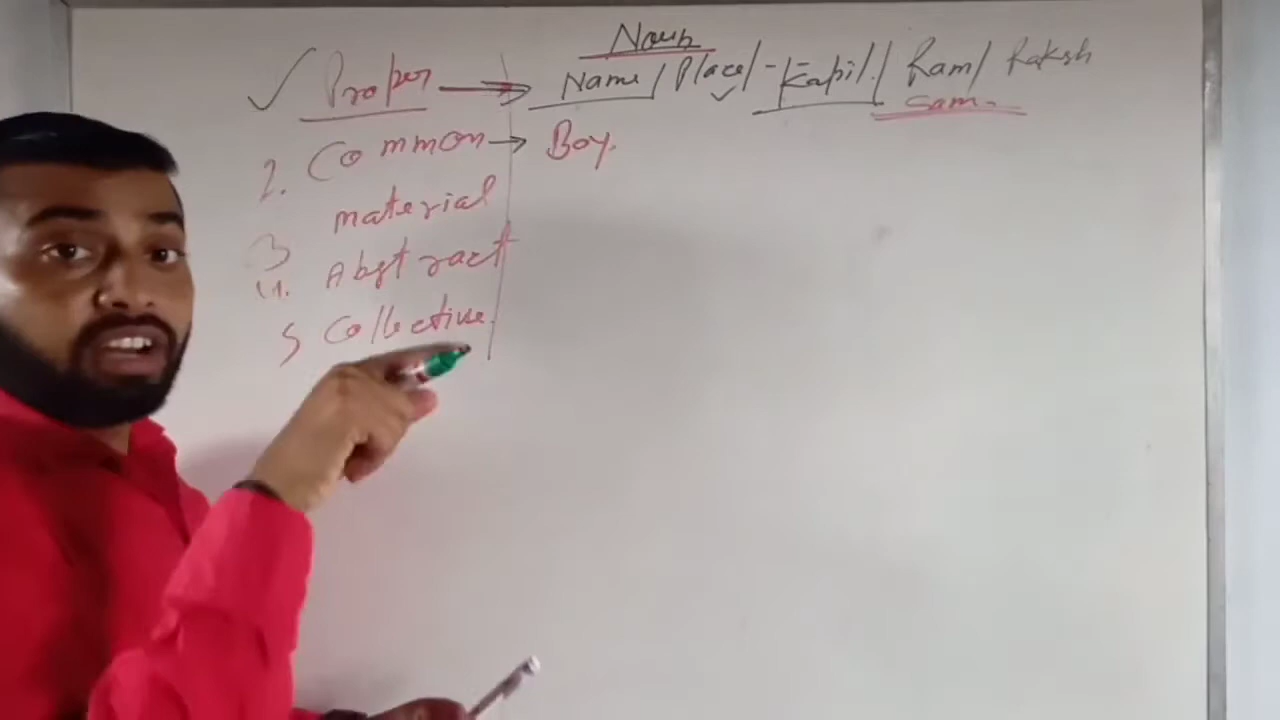 Noun
✓ Proper → Name / Place / - Kapil. / Ram / Raksh
Sam.
2. Common → Boy.
3 material
4. Abstract
5 Collective.